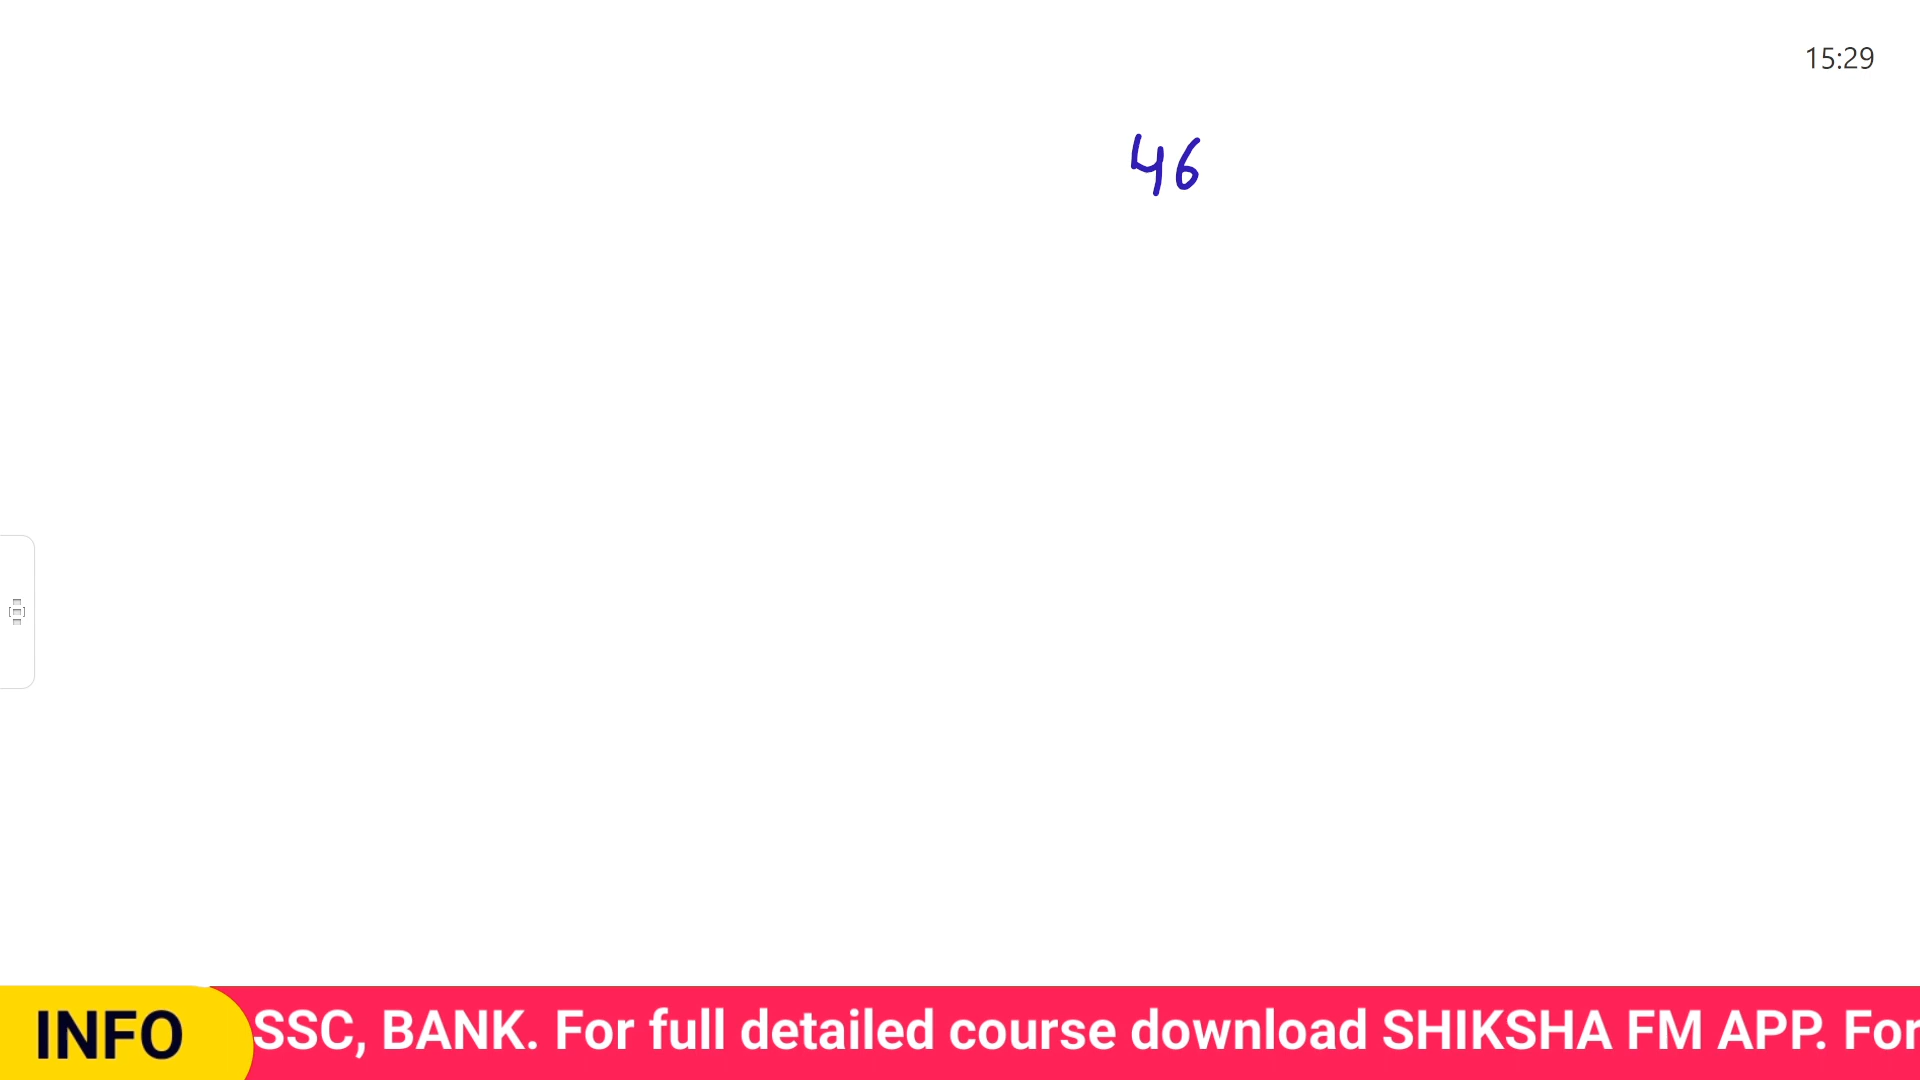 15:29
46
INFO SSC, BANK. For full detailed course download SHIKSHA FM APP. For